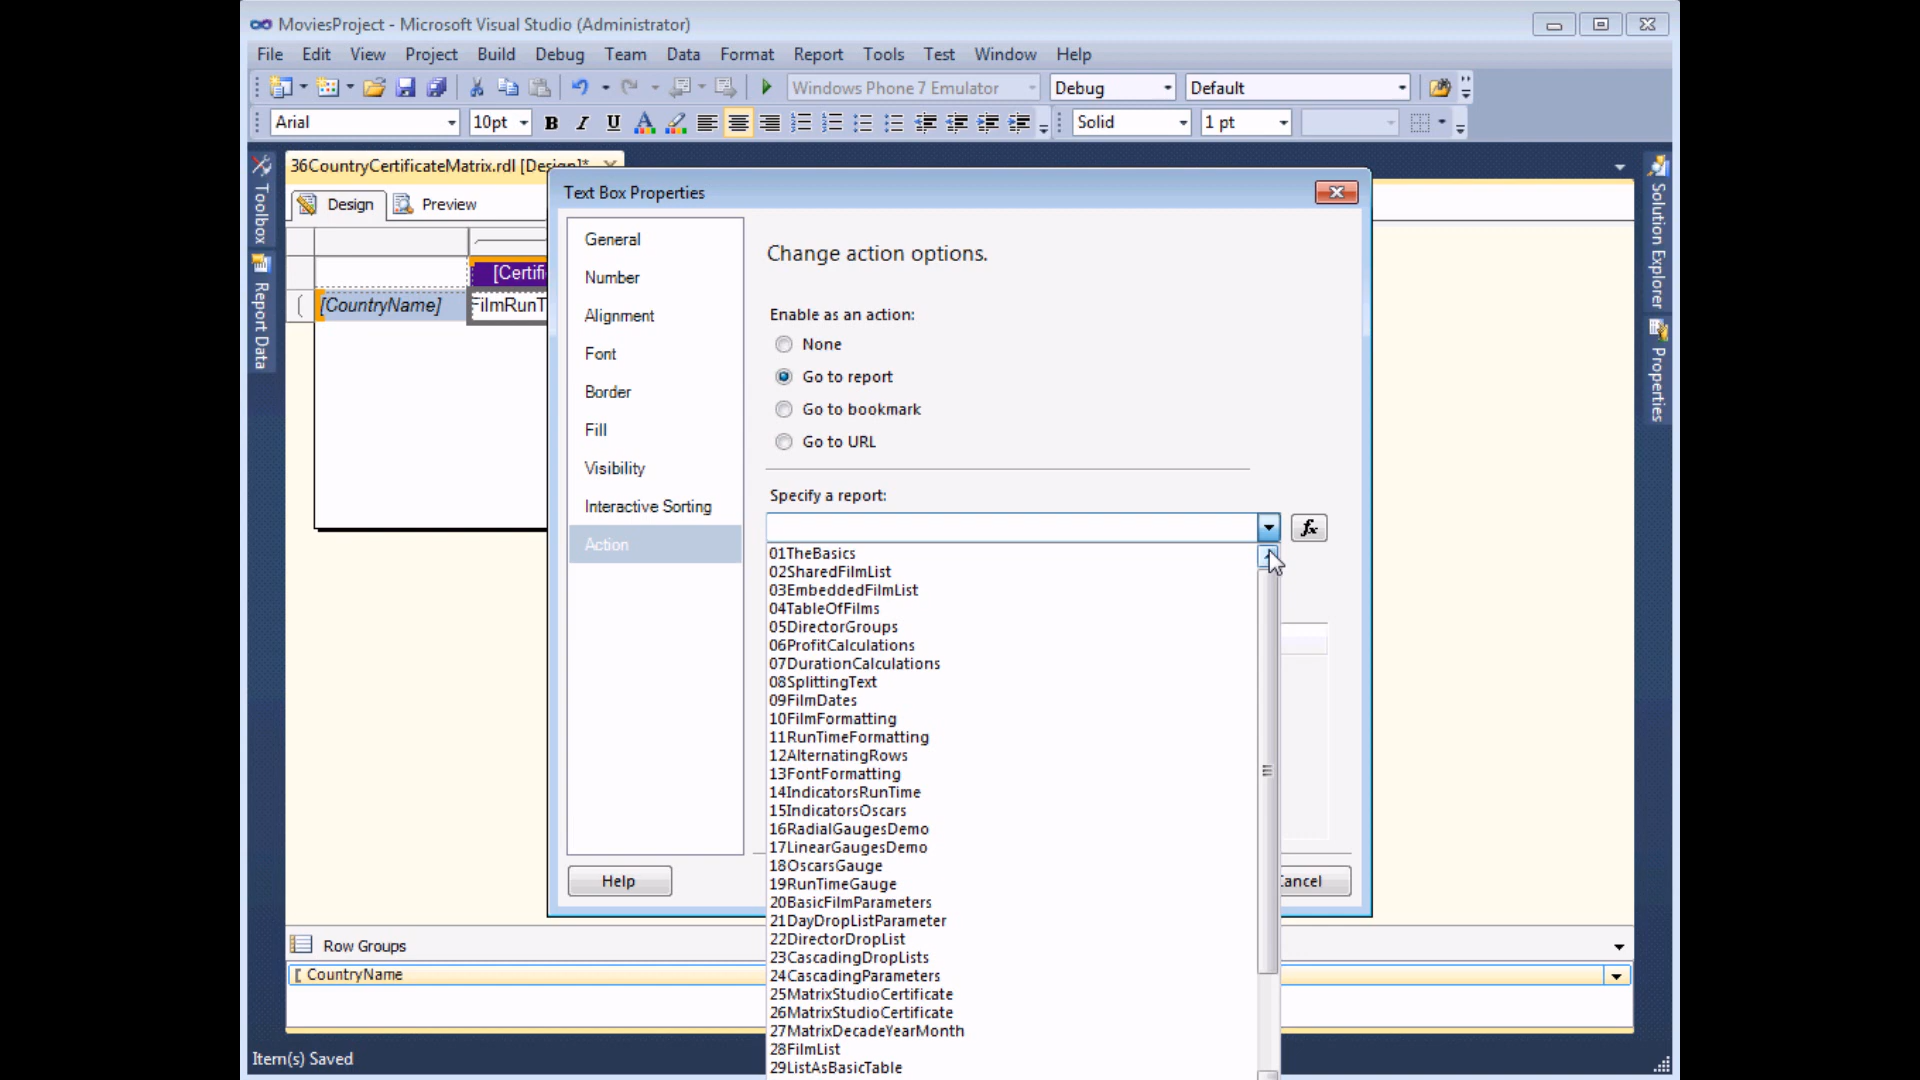 MoviesProject - Microsoft Visual Studio (Administrator)
File Edit View Project Build Debug Team Data Format Report Tools Test Window Help
Windows Phone 7 Emulator Debug Default
Arial 10pt B I U A Solid 1 pt
36CountryCertificateMatrix.rdl [Design]*
Toolbox
Report Data
Solution Explorer
Properties
Design Preview
[Certifi
[CountryName] FilmRunT
Text Box Properties
General
Number
Alignment
Font
Border
Fill
Visibility
Interactive Sorting
Action
Change action options.
Enable as an action:
None
Go to report
Go to bookmark
Go to URL
Specify a report:
fx
01TheBasics
02SharedFilmList
03EmbeddedFilmList
04TableOfFilms
05DirectorGroups
06ProfitCalculations
07DurationCalculations
08SplittingText
09FilmDates
10FilmFormatting
11RunTimeFormatting
12AlternatingRows
13FontFormatting
14IndicatorsRunTime
15IndicatorsOscars
16RadialGaugesDemo
17LinearGaugesDemo
18OscarsGauge
19RunTimeGauge
20BasicFilmParameters
21DayDropListParameter
22DirectorDropList
23CascadingDropLists
24CascadingParameters
25MatrixStudioCertificate
26MatrixStudioCertificate
27MatrixDecadeYearMonth
28FilmList
29ListAsBasicTable
Help Cancel
Row Groups
CountryName
Item(s) Saved